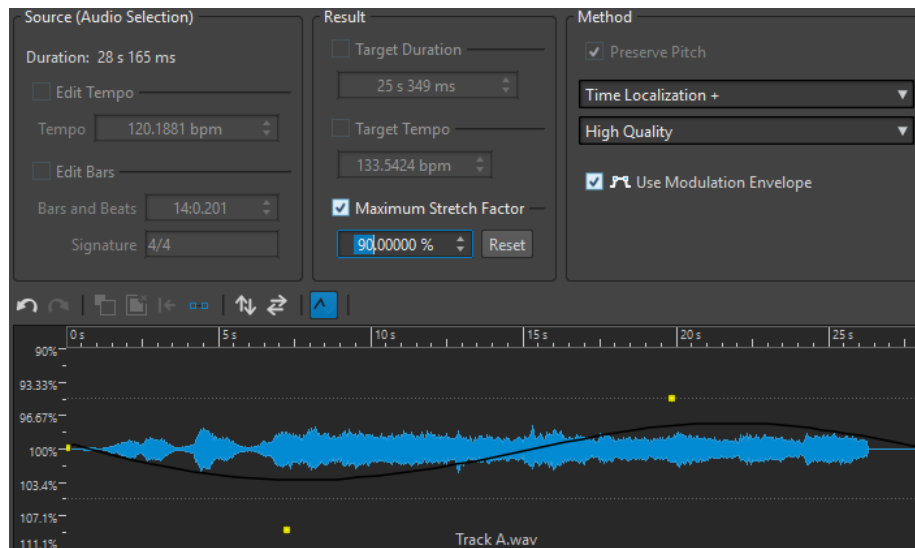 Source (Audio Selection)
Duration: 28 s 165 ms
Edit Tempo
Tempo 120.1881 bpm
Edit Bars
Bars and Beats 14:0.201
Signature 4/4
Result
Target Duration
25 s 349 ms
Target Tempo
133.5424 bpm
Maximum Stretch Factor
90.00000 % Reset
Method
Preserve Pitch
Time Localization +
High Quality
Use Modulation Envelope
0 s 5 s 10 s 15 s 20 s 25 s
90%
93.33%
96.67%
100%
103.4%
107.1%
111.1%
Track A.wav